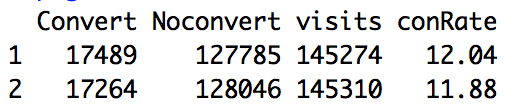 Convert Noconvert visits conRate
1 17489 127785 145274 12.04
2 17264 128046 145310 11.88